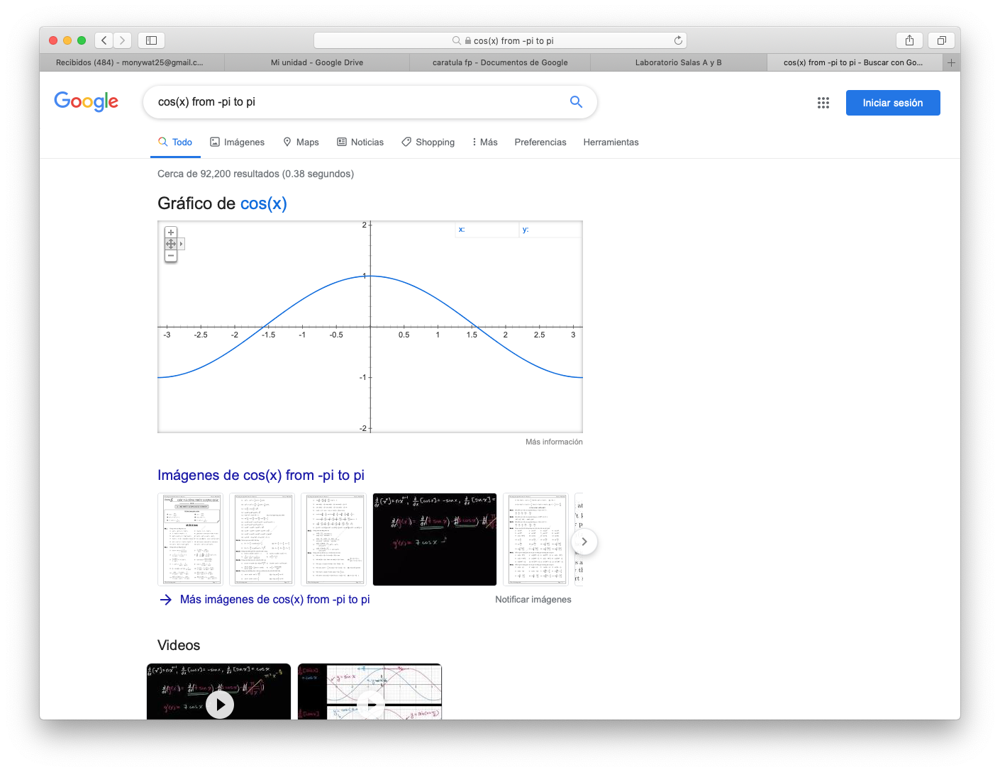 cos(x) from -pi to pi
Recibidos (484) - monywat25@gmail.c...
Mi unidad - Google Drive
caratula fp - Documentos de Google
Laboratorio Salas A y B
cos(x) from -pi to pi - Buscar con Go...
Google
cos(x) from -pi to pi
Iniciar sesión
Todo
Imágenes
Maps
Noticias
Shopping
Más
Preferencias
Herramientas
Cerca de 92,200 resultados (0.38 segundos)
Gráfico de cos(x)
x:
y:
2
1
-3 -2.5 -2 -1.5 -1 -0.5 0.5 1 1.5 2 2.5 3
-1
-2
Más información
Imágenes de cos(x) from -pi to pi
Más imágenes de cos(x) from -pi to pi
Notificar imágenes
Videos